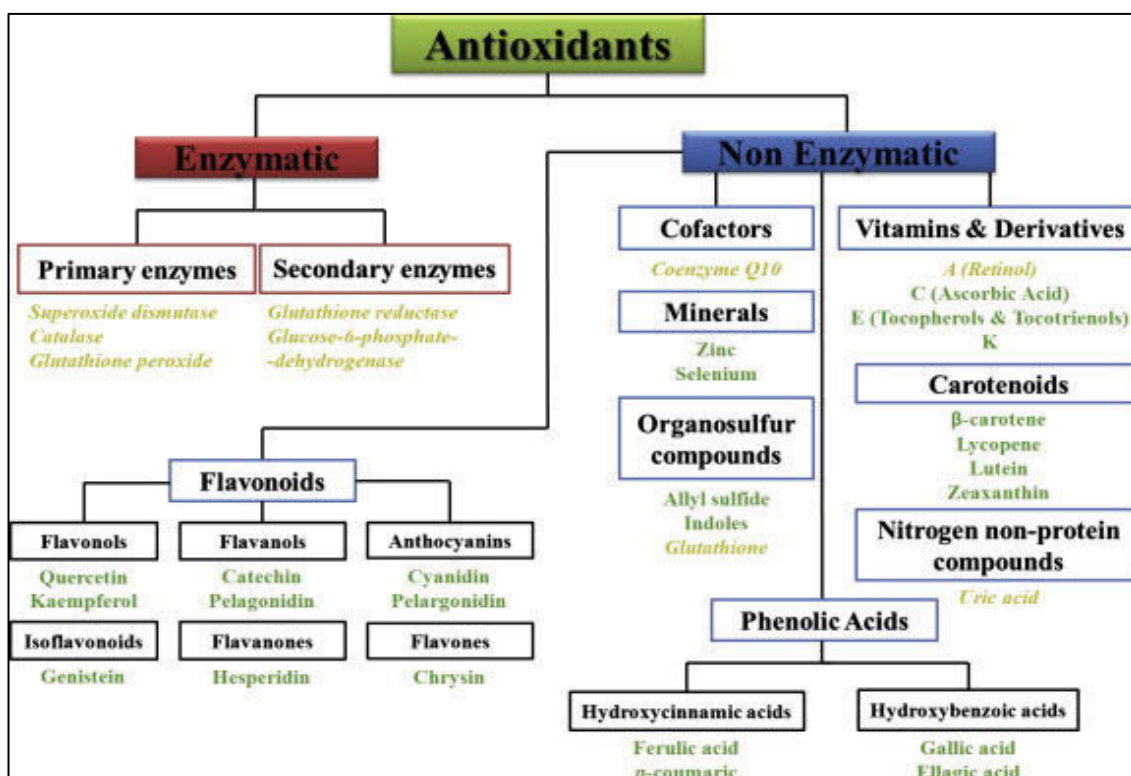 Antioxidants
Enzymatic
Non Enzymatic
Primary enzymes
Superoxide dismutase
Catalase
Glutathione peroxide
Secondary enzymes
Glutathione reductase
Glucose-6-phosphate-
-dehydrogenase
Cofactors
Coenzyme Q10
Minerals
Zinc
Selenium
Organosulfur
compounds
Allyl sulfide
Indoles
Glutathione
Vitamins & Derivatives
A (Retinol)
C (Ascorbic Acid)
E (Tocopherols & Tocotrienols)
K
Carotenoids
β-carotene
Lycopene
Lutein
Zeaxanthin
Nitrogen non-protein
compounds
Uric acid
Flavonoids
Flavonols
Quercetin
Kaempferol
Flavanols
Catechin
Pelagonidin
Anthocyanins
Cyanidin
Pelargonidin
Isoflavonoids
Genistein
Flavanones
Hesperidin
Flavones
Chrysin
Phenolic Acids
Hydroxycinnamic acids
Ferulic acid
p-coumaric
Hydroxybenzoic acids
Gallic acid
Ellagic acid